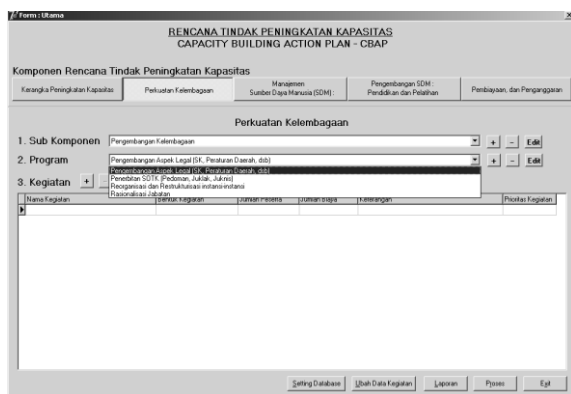 Form : Utama
RENCANA TINDAK PENINGKATAN KAPASITAS
CAPACITY BUILDING ACTION PLAN - CBAP
Komponen Rencana Tindak Peningkatan Kapasitas
Kerangka Peningkatan Kapasitas
Perkuatan Kelembagaan
Manajemen
Sumber Daya Manusia (SDM) :
Pengembangan SDM :
Pendidikan dan Pelatihan
Pembiayaan, dan Penganggaran
Perkuatan Kelembagaan
1. Sub Komponen Pengembangan Kelembagaan + - Edit
2. Program Pengembangan Aspek Legal (SK, Peraturan Daerah, dsb) + - Edit
Pengembangan Aspek Legal (SK, Peraturan Daerah, dsb)
Penerbitan SOTK (Pedoman, Juklak, Juknis)
3. Kegiatan + -
Reorganisasi dan Restrukturisasi instansi-instansi
Rasionalisasi Jabatan
Nama Kegiatan Bentuk Kegiatan Jumlah Peserta Jumlah Biaya Keterangan Prioritas Kegiatan
Setting Database Ubah Data Kegiatan Laporan Proses Exit